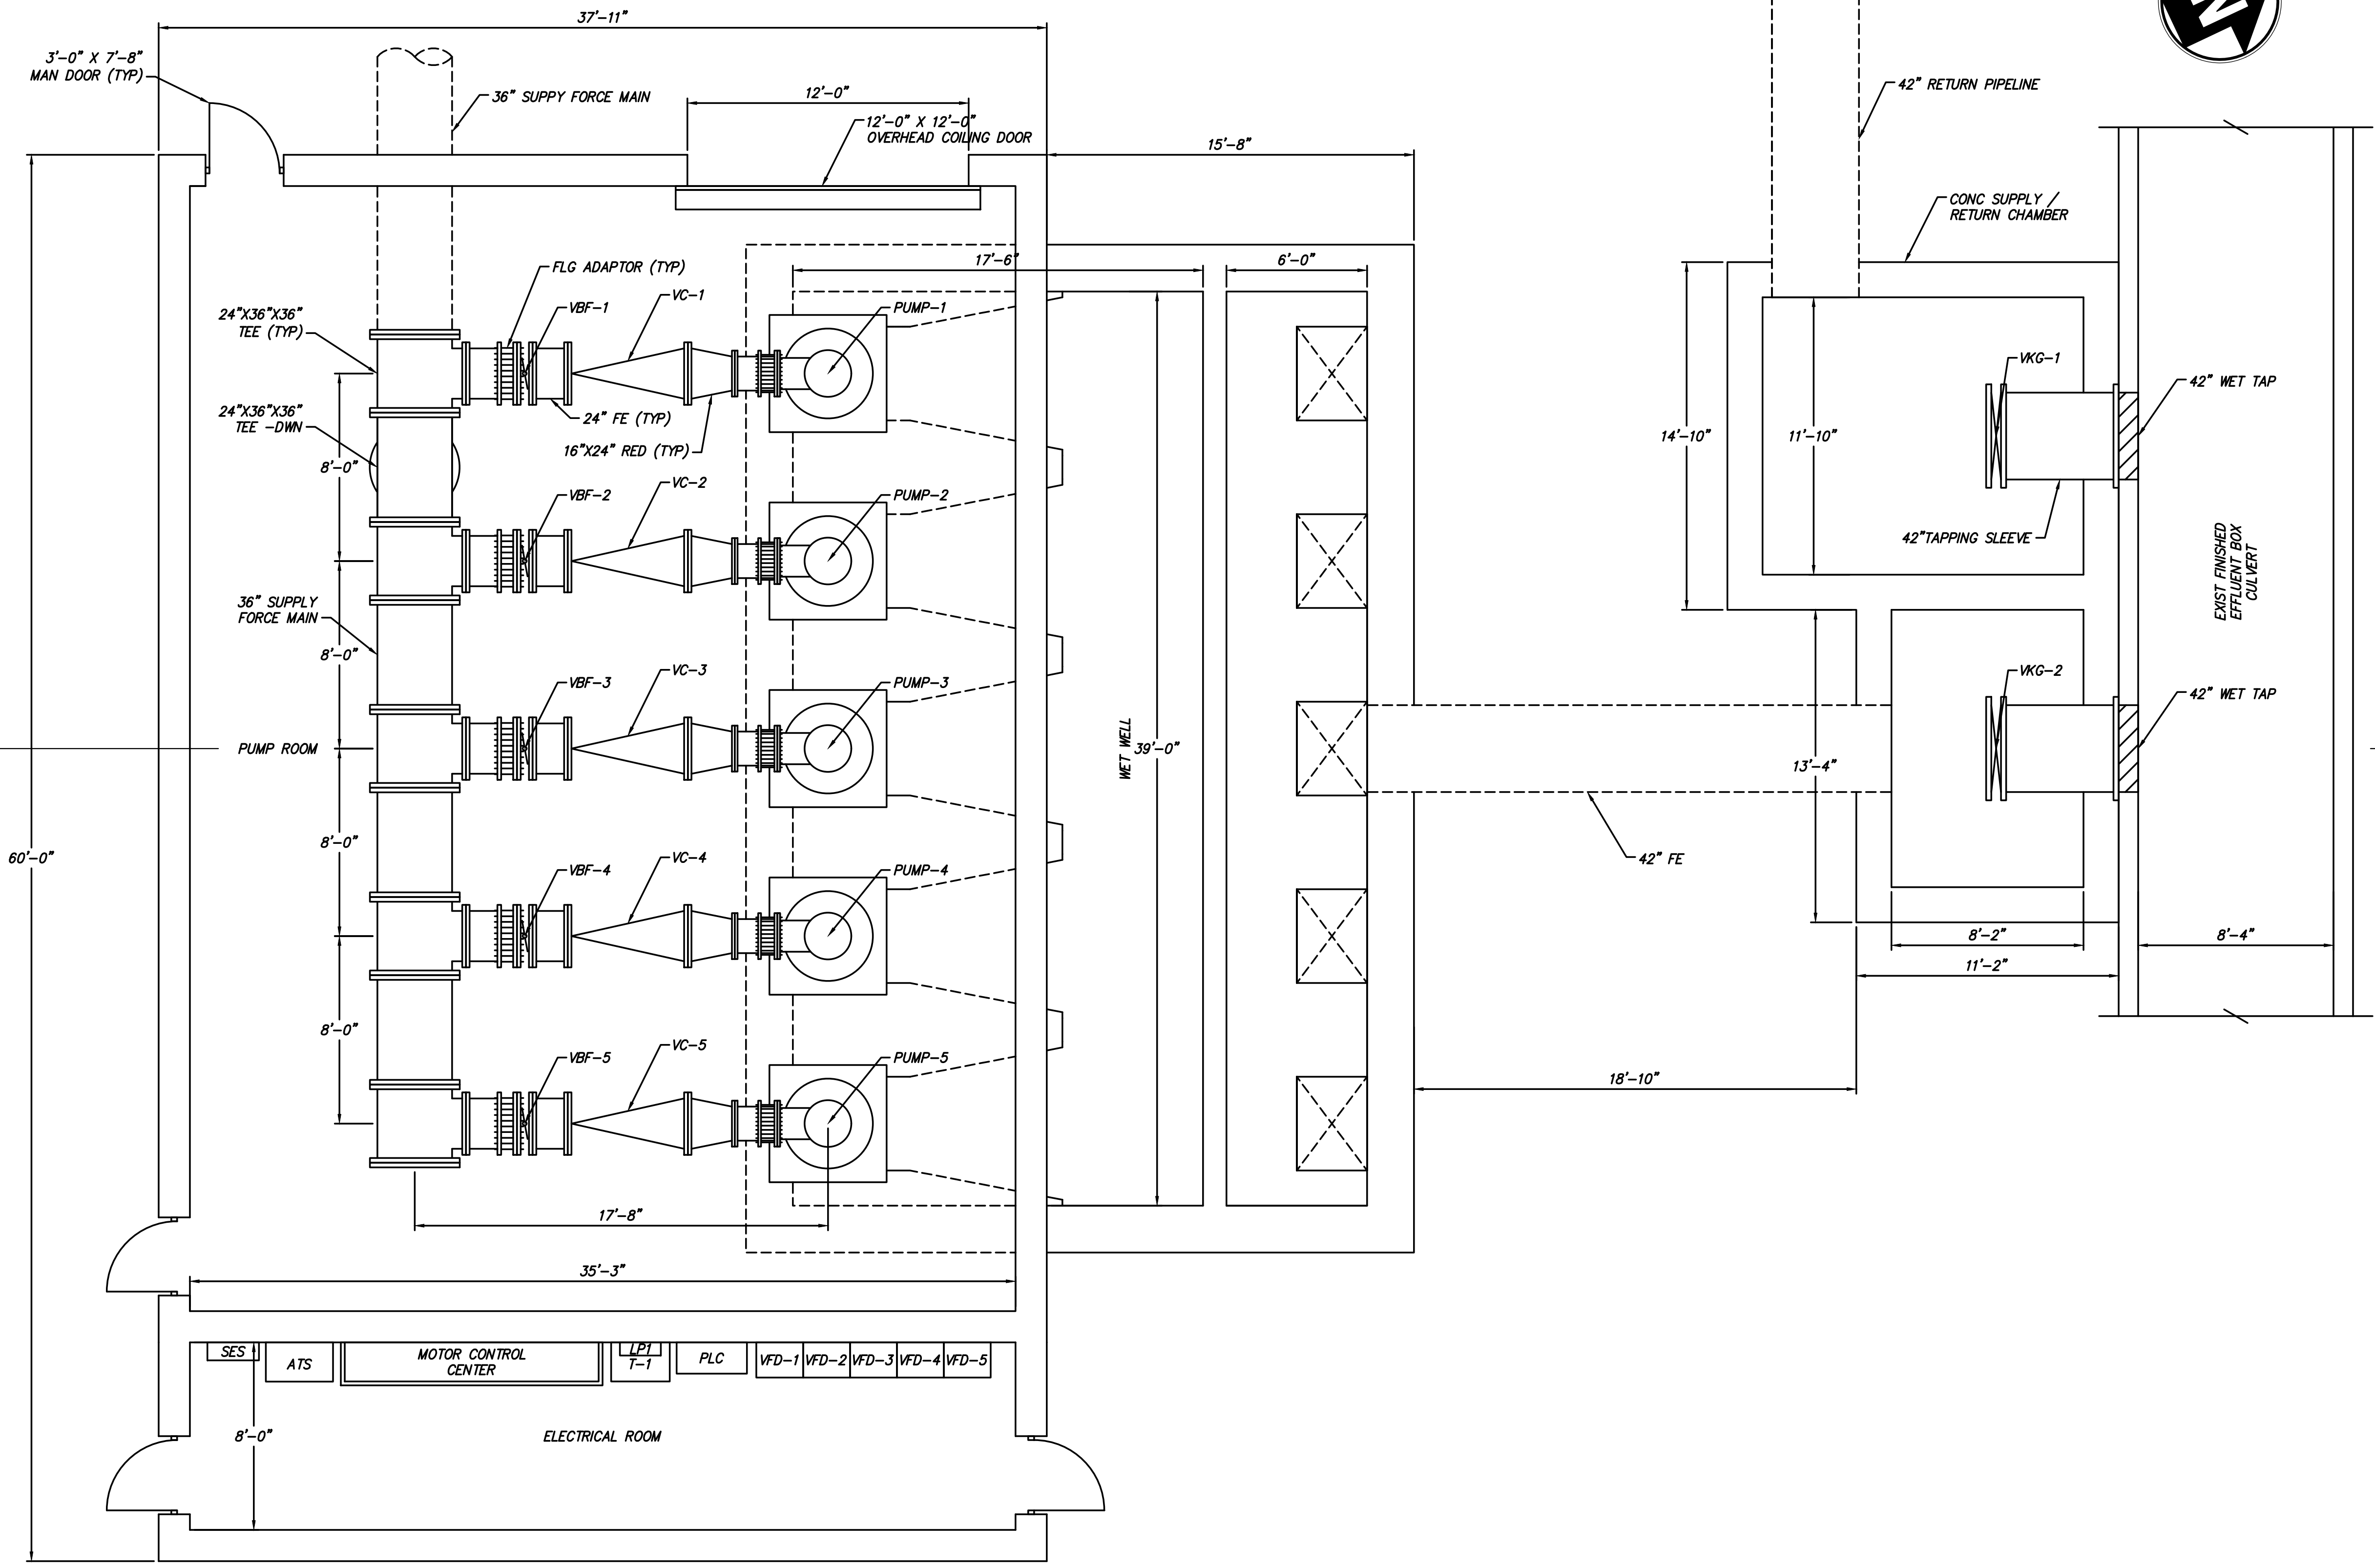 37'-11"
3'-0" X 7'-8"
MAN DOOR (TYP)
36" SUPPY FORCE MAIN
12'-0"
12'-0" X 12'-0"
OVERHEAD COILING DOOR
15'-8"
42" RETURN PIPELINE
N
CONC SUPPLY /
RETURN CHAMBER
17'-6"
6'-0"
FLG ADAPTOR (TYP)
VBF-1
VC-1
PUMP-1
24"X36"X36"
TEE (TYP)
24"X36"X36"
TEE -DWN
24" FE (TYP)
16"X24" RED (TYP)
8'-0"
VBF-2
VC-2
PUMP-2
36" SUPPLY
FORCE MAIN
8'-0"
VBF-3
VC-3
PUMP-3
PUMP ROOM
WET WELL
39'-0"
8'-0"
VBF-4
VC-4
PUMP-4
60'-0"
8'-0"
VBF-5
VC-5
PUMP-5
17'-8"
35'-3"
14'-10"
11'-10"
VKG-1
42" WET TAP
42"TAPPING SLEEVE
EXIST FINISHED
EFFLUENT BOX
CULVERT
VKG-2
42" WET TAP
13'-4"
42" FE
8'-2"
8'-4"
11'-2"
18'-10"
SES
ATS
MOTOR CONTROL
CENTER
LP1
T-1
PLC
VFD-1
VFD-2
VFD-3
VFD-4
VFD-5
8'-0"
ELECTRICAL ROOM